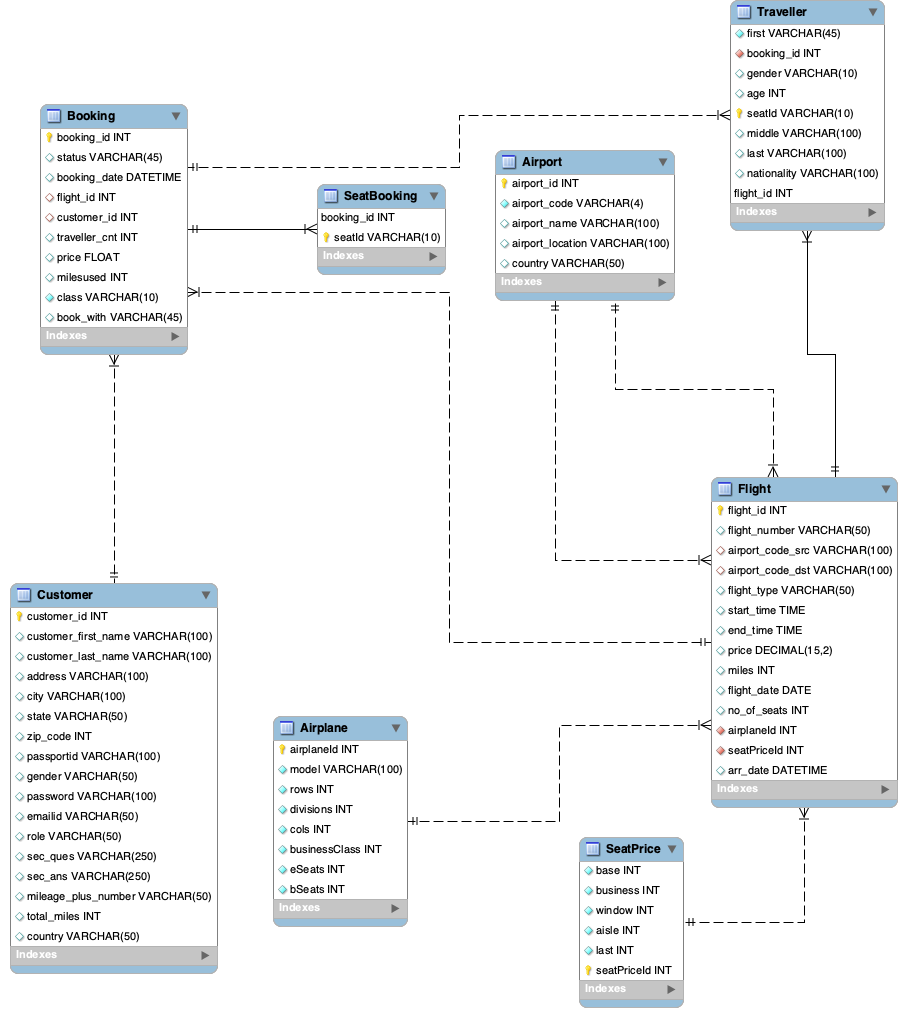 Traveller
first VARCHAR(45)
booking_id INT
gender VARCHAR(10)
age INT
seatId VARCHAR(10)
middle VARCHAR(100)
last VARCHAR(100)
nationality VARCHAR(100)
flight_id INT
Indexes
Booking
booking_id INT
status VARCHAR(45)
booking_date DATETIME
flight_id INT
customer_id INT
traveller_cnt INT
price FLOAT
milesused INT
class VARCHAR(10)
book_with VARCHAR(45)
Indexes
SeatBooking
booking_id INT
seatId VARCHAR(10)
Indexes
Airport
airport_id INT
airport_code VARCHAR(4)
airport_name VARCHAR(100)
airport_location VARCHAR(100)
country VARCHAR(50)
Indexes
Flight
flight_id INT
flight_number VARCHAR(50)
airport_code_src VARCHAR(100)
airport_code_dst VARCHAR(100)
flight_type VARCHAR(50)
start_time TIME
end_time TIME
price DECIMAL(15,2)
miles INT
flight_date DATE
no_of_seats INT
airplaneId INT
seatPriceId INT
arr_date DATETIME
Indexes
Customer
customer_id INT
customer_first_name VARCHAR(100)
customer_last_name VARCHAR(100)
address VARCHAR(100)
city VARCHAR(100)
state VARCHAR(50)
zip_code INT
passportid VARCHAR(100)
gender VARCHAR(50)
password VARCHAR(100)
emailid VARCHAR(50)
role VARCHAR(50)
sec_ques VARCHAR(250)
sec_ans VARCHAR(250)
mileage_plus_number VARCHAR(50)
total_miles INT
country VARCHAR(50)
Indexes
Airplane
airplaneId INT
model VARCHAR(100)
rows INT
divisions INT
cols INT
businessClass INT
eSeats INT
bSeats INT
Indexes
SeatPrice
base INT
business INT
window INT
aisle INT
last INT
seatPriceId INT
Indexes